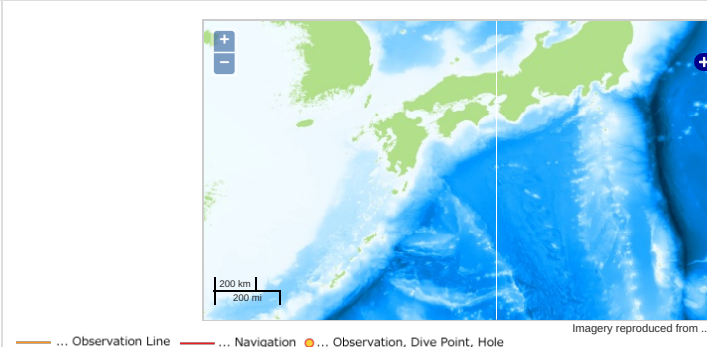 +
−
200 km
200 mi
Imagery reproduced from ..
... Observation Line
... Navigation
... Observation, Dive Point, Hole